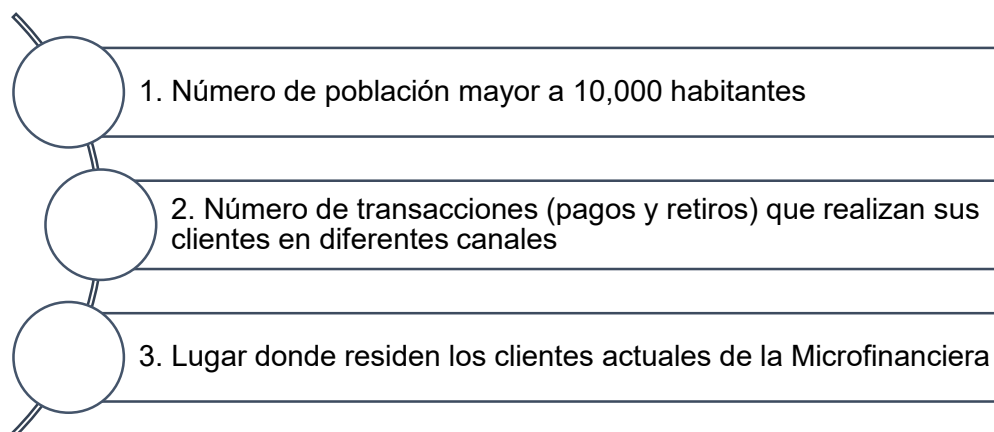 1. Número de población mayor a 10,000 habitantes
2. Número de transacciones (pagos y retiros) que realizan sus
clientes en diferentes canales
3. Lugar donde residen los clientes actuales de la Microfinanciera